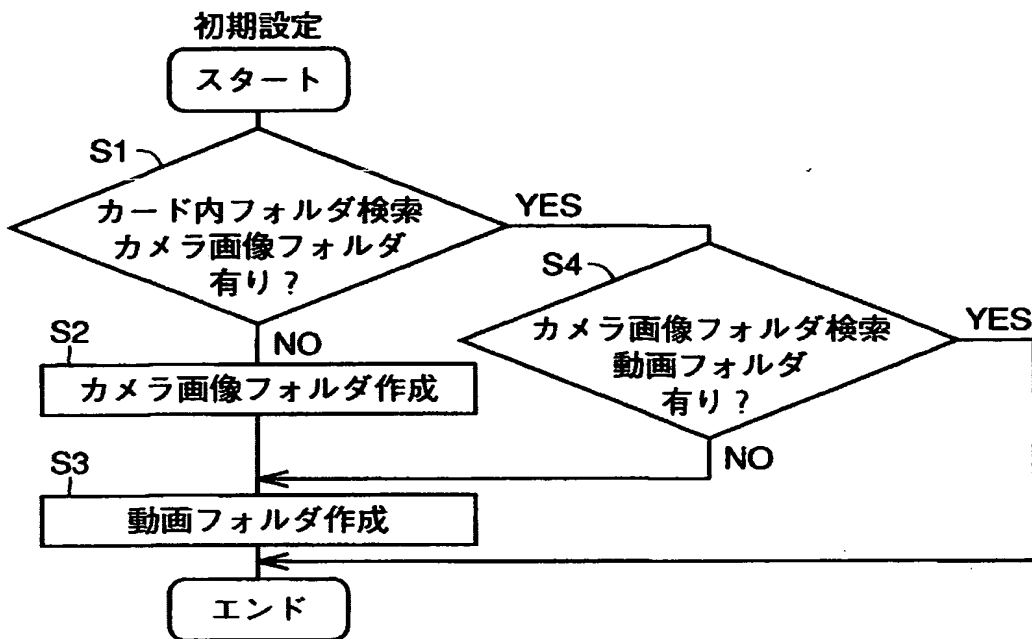 初期設定
スタート
S1
カード内フォルダ検索
カメラ画像フォルダ
有り?
YES
NO
S4
カメラ画像フォルダ検索
動画フォルダ
有り?
YES
NO
S2
カメラ画像フォルダ作成
S3
動画フォルダ作成
エンド